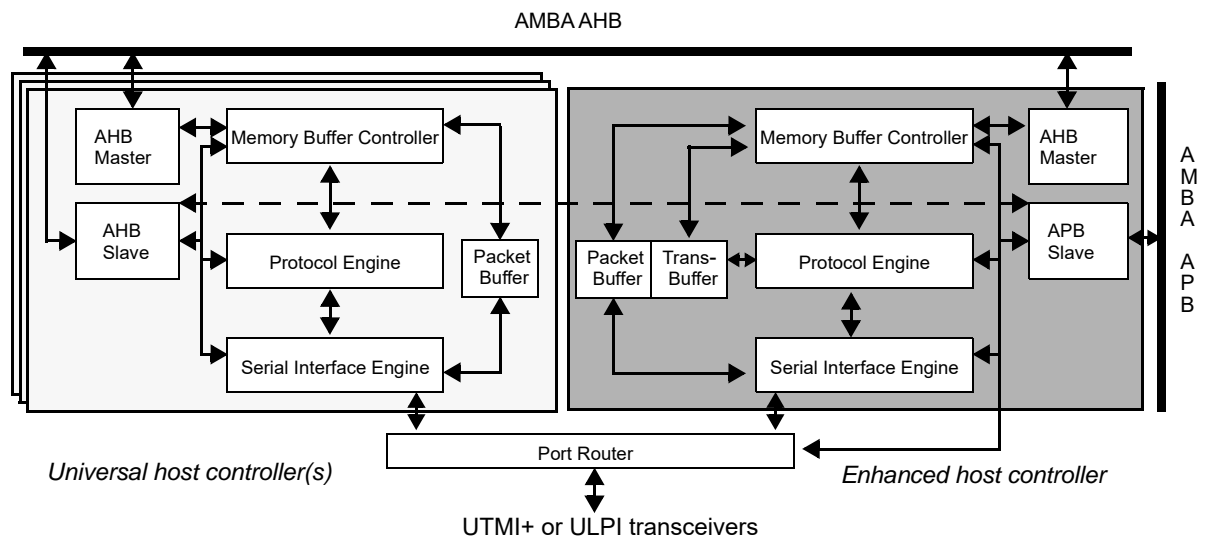 AMBA AHB
AHB
Master
Memory Buffer Controller
AHB
Slave
Protocol Engine
Packet
Buffer
Serial Interface Engine
Memory Buffer Controller
AHB
Master
Packet
Buffer
Trans-
Buffer
Protocol Engine
APB
Slave
Serial Interface Engine
A
M
B
A
A
P
B
Port Router
Universal host controller(s)
Enhanced host controller
UTMI+ or ULPI transceivers